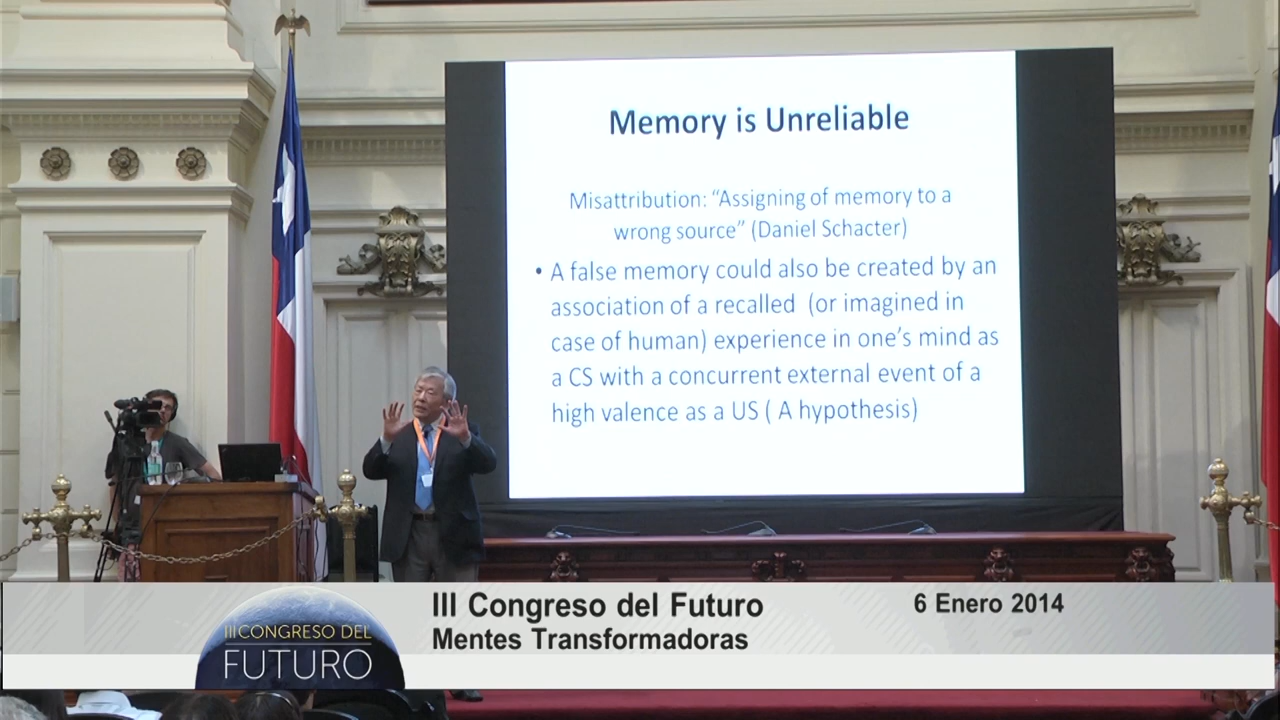 Memory is Unreliable
Misattribution: “Assigning of memory to a
wrong source” (Daniel Schacter)
• A false memory could also be created by an
association of a recalled (or imagined in
case of human) experience in one’s mind as
a CS with a concurrent external event of a
high valence as a US ( A hypothesis)
III Congreso del Futuro
6 Enero 2014
Mentes Transformadoras
III CONGRESO DEL
FUTURO